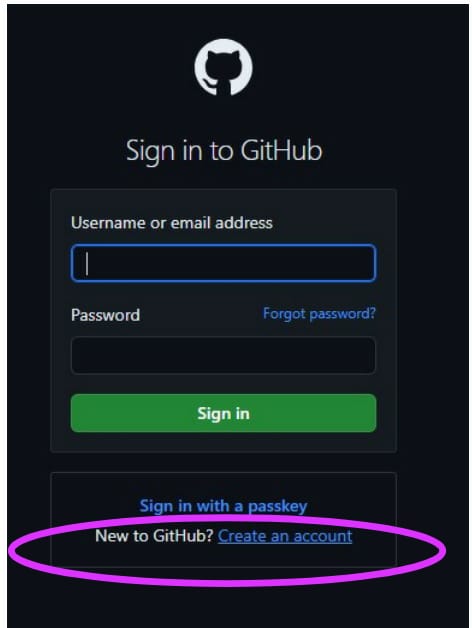 Sign in to GitHub
Username or email address
Password Forgot password?
Sign in
Sign in with a passkey
New to GitHub? Create an account